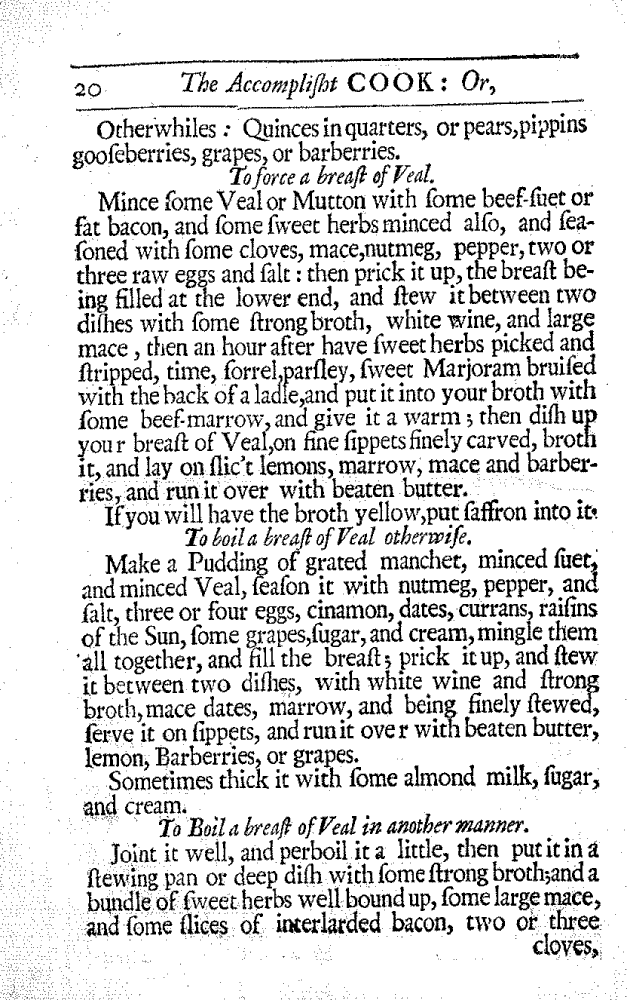 20 The Accompliſht COOK: Or,
Otherwhiles: Quinces in quarters, or pears, pippins
gooſeberries, grapes, or barberries.
To force a breaſt of Veal.
Mince ſome Veal or Mutton with ſome beef-ſuet or
fat bacon, and ſome ſweet herbs minced alſo, and ſea-
ſoned with ſome cloves, mace,nutmeg, pepper, two or
three raw eggs and ſalt: then prick it up, the breaſt be-
ing filled at the lower end, and ſtew it between two
diſhes with ſome ſtrong broth, white wine, and large
mace, then an hour after have ſweet herbs picked and
ſtripped, time, ſorrel,parſley, ſweet Marjoram bruiſed
with the back of a ladle,and put it into your broth with
ſome beef-marrow, and give it a warm; then diſh up
your breaſt of Veal,on fine ſippets finely carved, broth
it, and lay on ſlic't lemons, marrow, mace and barber-
ries, and run it over with beaten butter.
If you will have the broth yellow,put ſaffron into it.
To boil a breaſt of Veal otherwiſe.
Make a Pudding of grated manchet, minced ſuet,
and minced Veal, ſeaſon it with nutmeg, pepper, and
ſalt, three or four eggs, cinamon, dates, currans, raiſins
of the Sun, ſome grapes,ſugar, and cream, mingle them
all together, and fill the breaſt; prick it up, and ſtew
it between two diſhes, with white wine and ſtrong
broth, mace dates, marrow, and being finely ſtewed,
ſerve it on ſippets, and run it over with beaten butter,
lemon, Barberries, or grapes.
Sometimes thick it with ſome almond milk, ſugar,
and cream.
To Boil a breaſt of Veal in another manner.
Joint it well, and perboil it a little, then put it in a
ſtewing pan or deep diſh with ſome ſtrong broth;and a
bundle of ſweet herbs well bound up, ſome large mace,
and ſome ſlices of interlarded bacon, two or three
cloves,